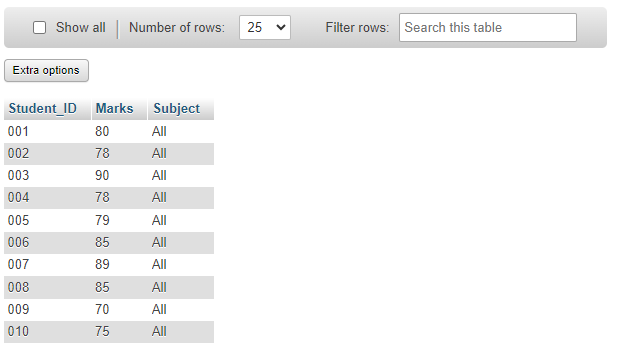 Show all Number of rows: 25 Filter rows: Search this table
Extra options
Student_ID Marks Subject
001 80 All
002 78 All
003 90 All
004 78 All
005 79 All
006 85 All
007 89 All
008 85 All
009 70 All
010 75 All